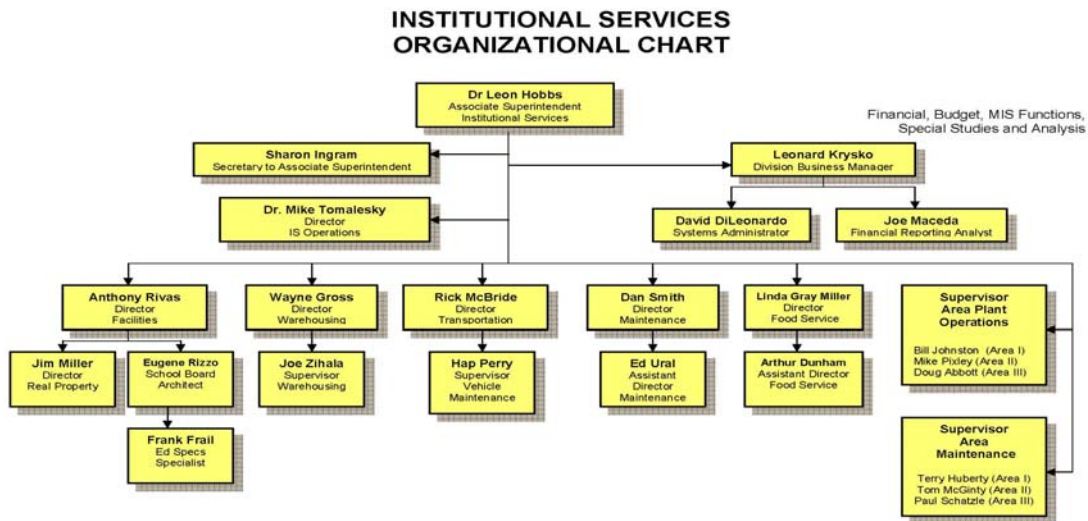 INSTITUTIONAL SERVICES
ORGANIZATIONAL CHART
Dr Leon Hobbs
Associate Superintendent
Institutional Services
Financial, Budget, MIS Functions,
Special Studies and Analysis
Sharon Ingram
Secretary to Associate Superintendent
Leonard Krysko
Division Business Manager
Dr. Mike Tomalesky
Director
IS Operations
David DiLeonardo
Systems Administrator
Joe Maceda
Financial Reporting Analyst
Anthony Rivas
Director
Facilities
Wayne Gross
Director
Warehousing
Rick McBride
Director
Transportation
Dan Smith
Director
Maintenance
Linda Gray Miller
Director
Food Service
Supervisor
Area Plant
Operations
Bill Johnston (Area I)
Mike Pixley (Area II)
Doug Abbott (Area III)
Jim Miller
Director
Real Property
Eugene Rizzo
School Board
Architect
Joe Zihala
Supervisor
Warehousing
Hap Perry
Supervisor
Vehicle
Maintenance
Ed Ural
Assistant
Director
Maintenance
Arthur Dunham
Assistant Director
Food Service
Frank Frail
Ed Specs
Specialist
Supervisor
Area
Maintenance
Terry Huberty (Area I)
Tom McGinty (Area II)
Paul Schatzle (Area III)